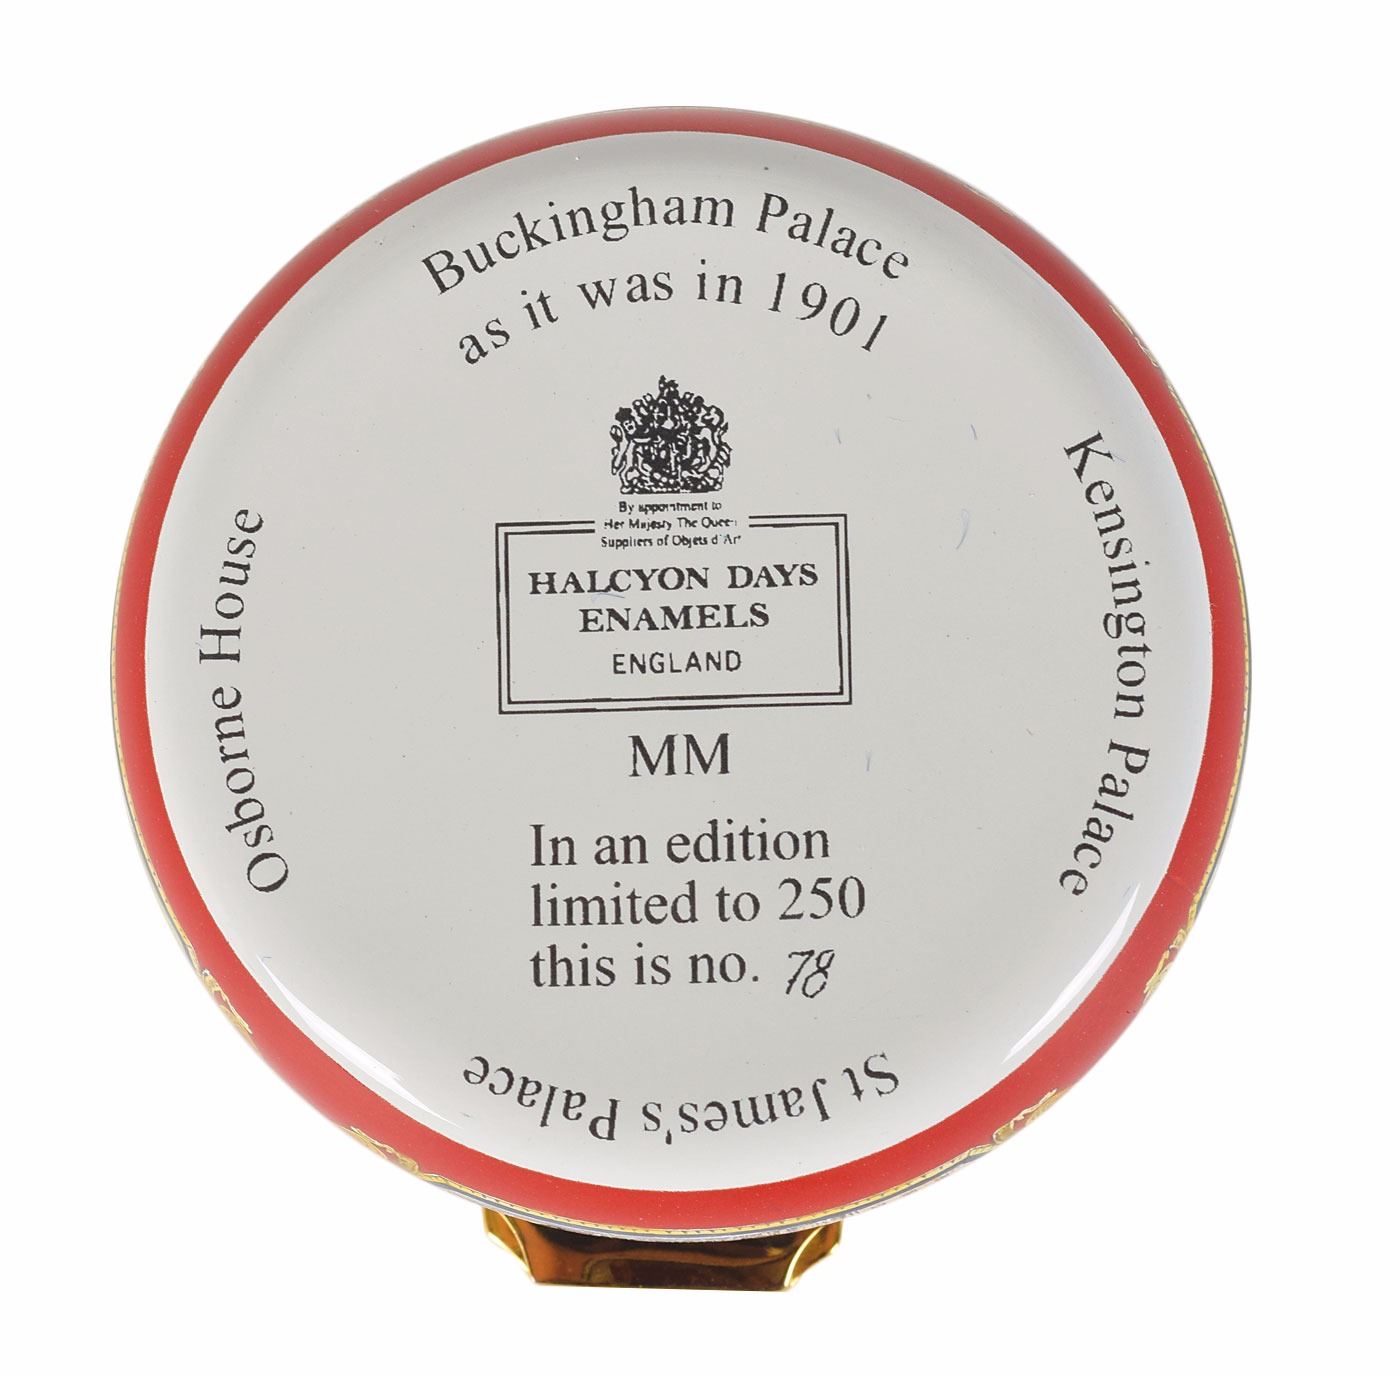 Buckingham Palace
as it was in 1901
Kensington Palace
St James's Palace
Osborne House
By appointment to
Her Majesty The Queen
Suppliers of Objets d'Art
HALCYON DAYS
ENAMELS
ENGLAND
MM
In an edition
limited to 250
this is no. 78